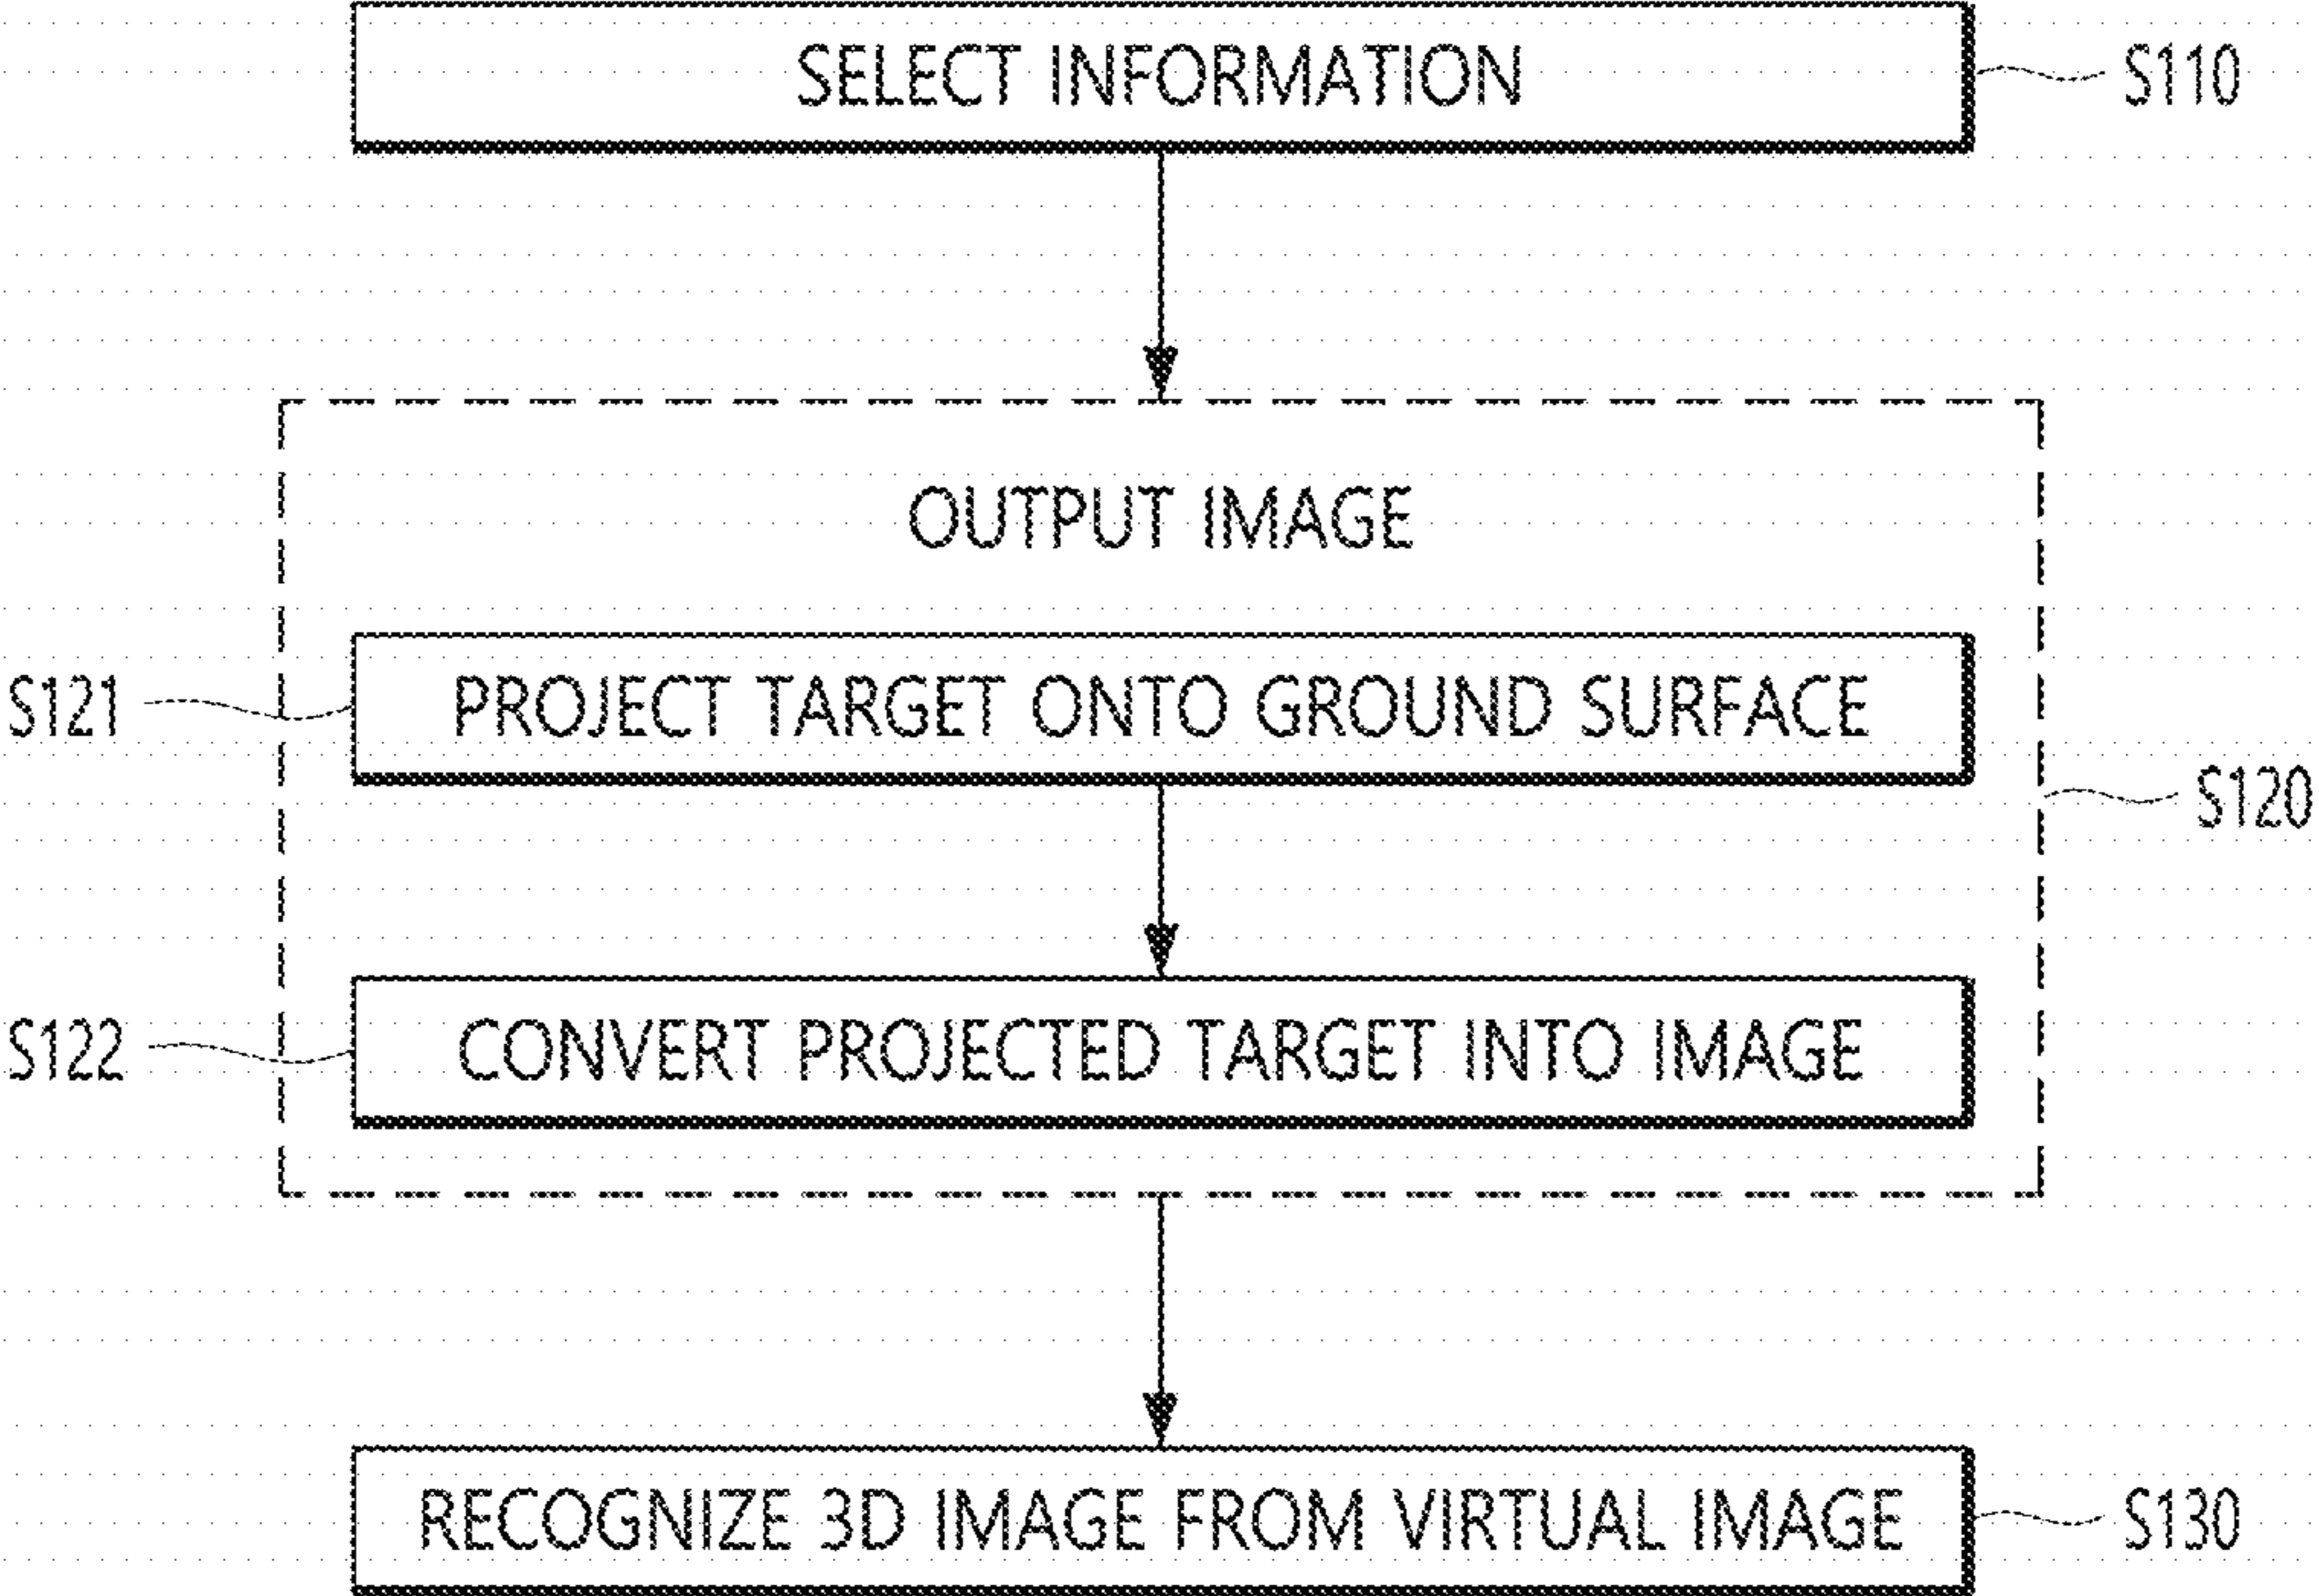 SELECT INFORMATION
S110
OUTPUT IMAGE
S121
PROJECT TARGET ONTO GROUND SURFACE
S120
S122
CONVERT PROJECTED TARGET INTO IMAGE
RECOGNIZE 3D IMAGE FROM VIRTUAL IMAGE
S130